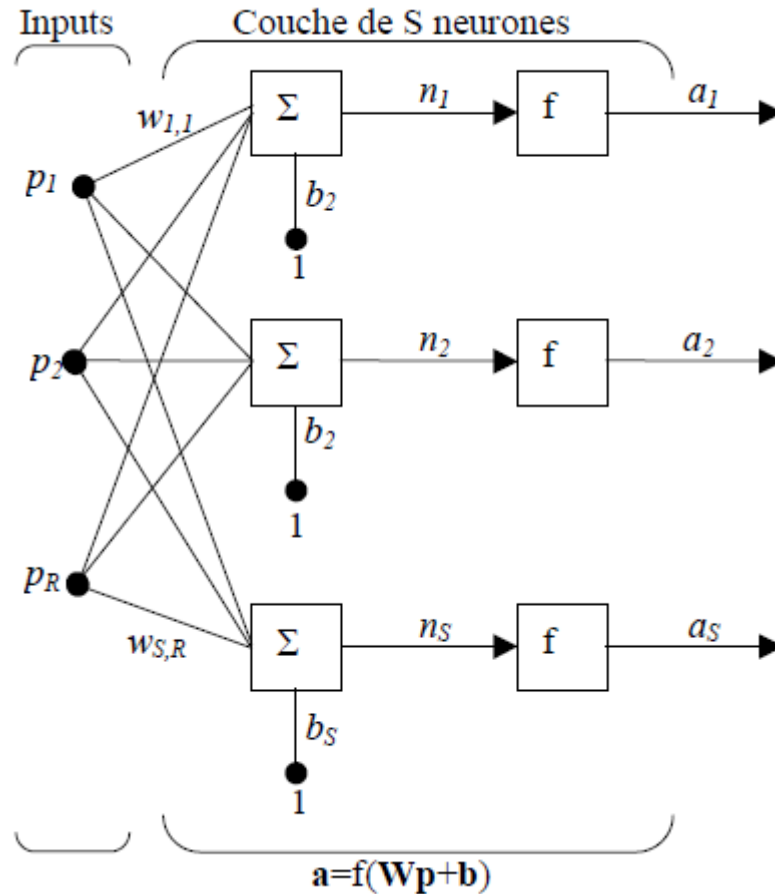 Inputs Couche de S neurones
w1,1 Σ n1 f a1
p1
b2
1
p2 Σ n2 f a2
b2
1
pR
wS,R Σ nS f aS
bS
1
a=f(Wp+b)